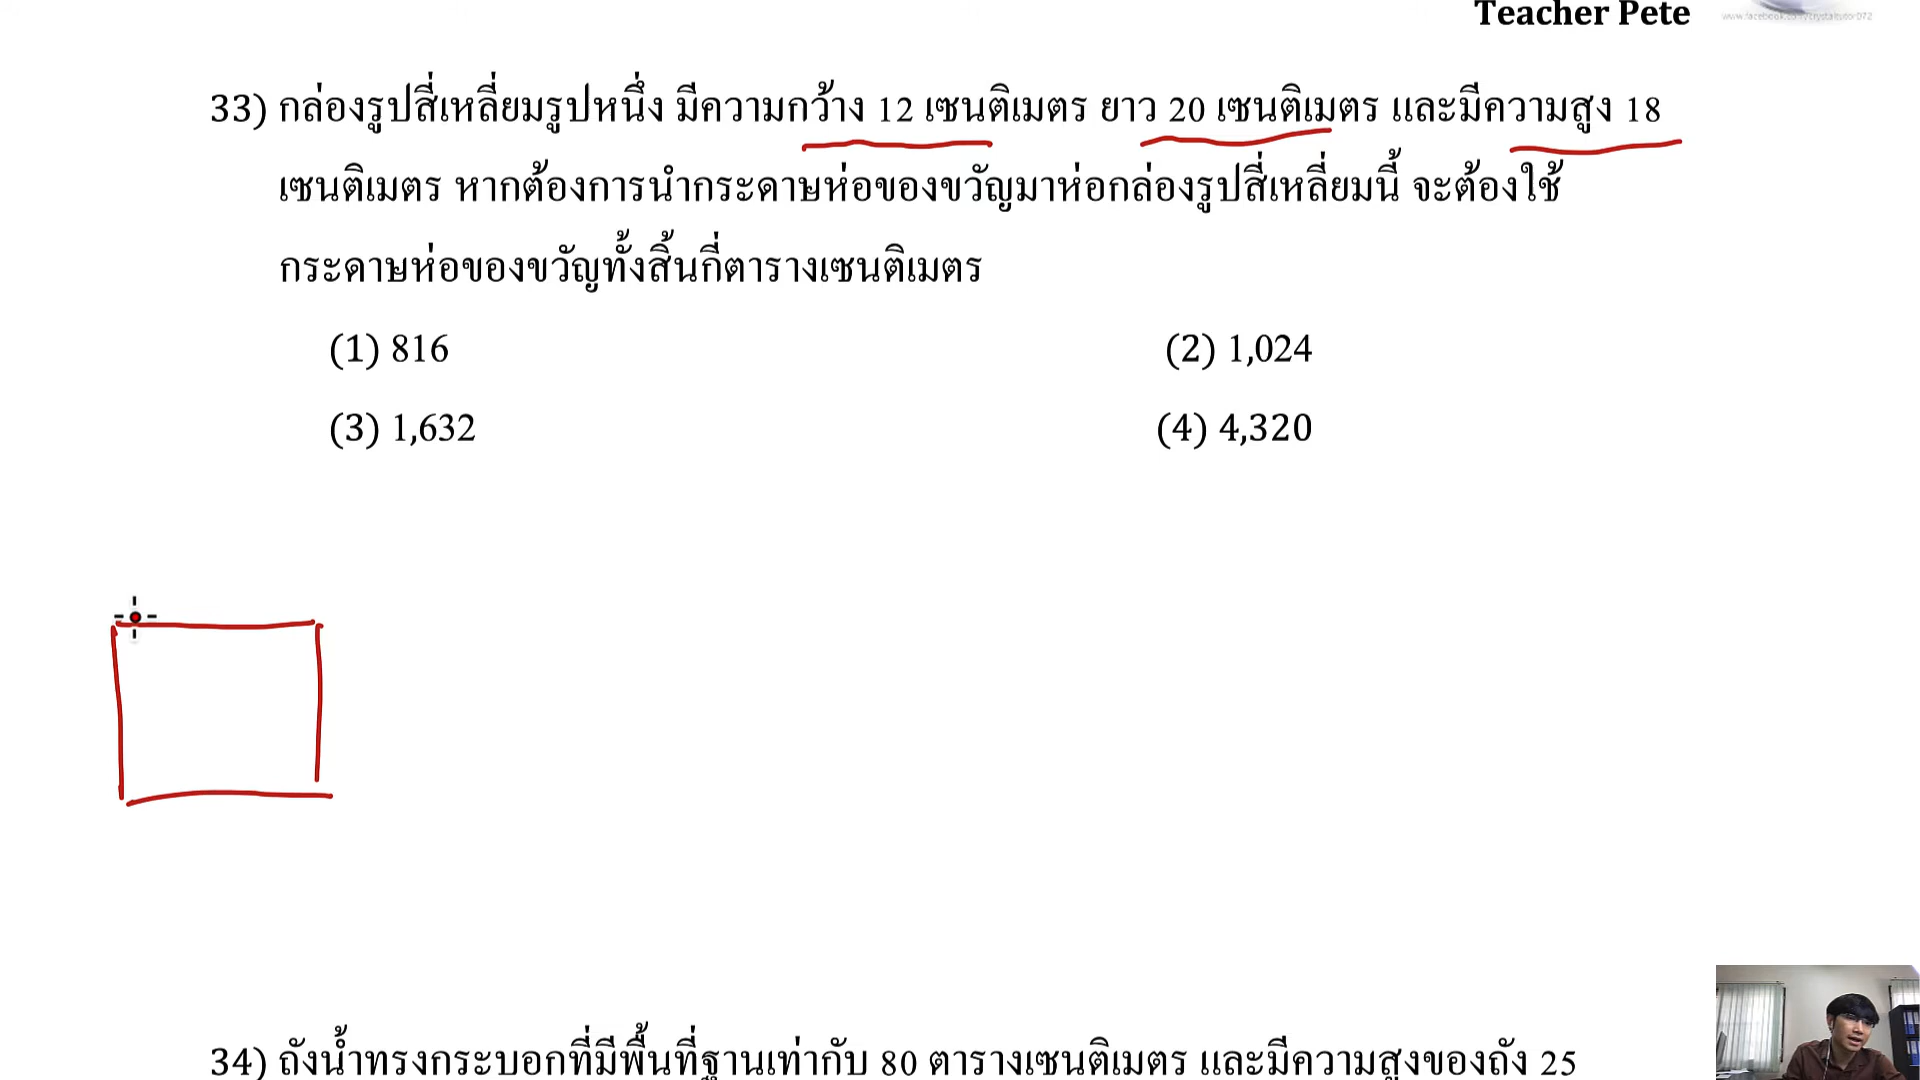 Teacher Pete
www.facebook.com/crystaltutor072
33) กล่องรูปสี่เหลี่ยมรูปหนึ่ง มีความกว้าง 12 เซนติเมตร ยาว 20 เซนติเมตร และมีความสูง 18
เซนติเมตร หากต้องการนำกระดาษห่อของขวัญมาห่อกล่องรูปสี่เหลี่ยมนี้ จะต้องใช้
กระดาษห่อของขวัญทั้งสิ้นกี่ตารางเซนติเมตร
(1) 816 (2) 1,024
(3) 1,632 (4) 4,320
34) ถังน้ำทรงกระบอกที่มีพื้นที่ฐานเท่ากับ 80 ตารางเซนติเมตร และมีความสูงของถัง 25